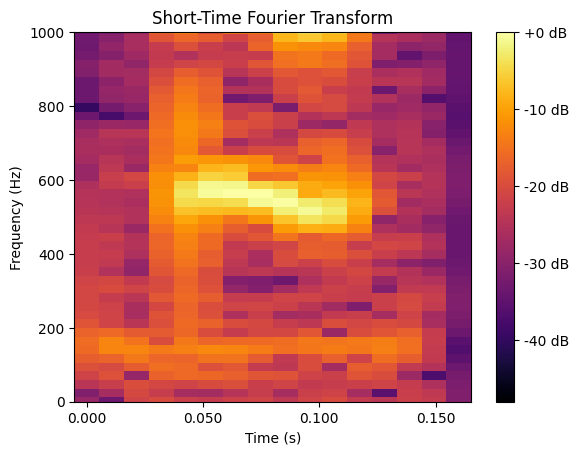 Short-Time Fourier Transform
1000
800
600
400
200
0
Frequency (Hz)
0.000
0.050
0.100
0.150
Time (s)
+0 dB
-10 dB
-20 dB
-30 dB
-40 dB